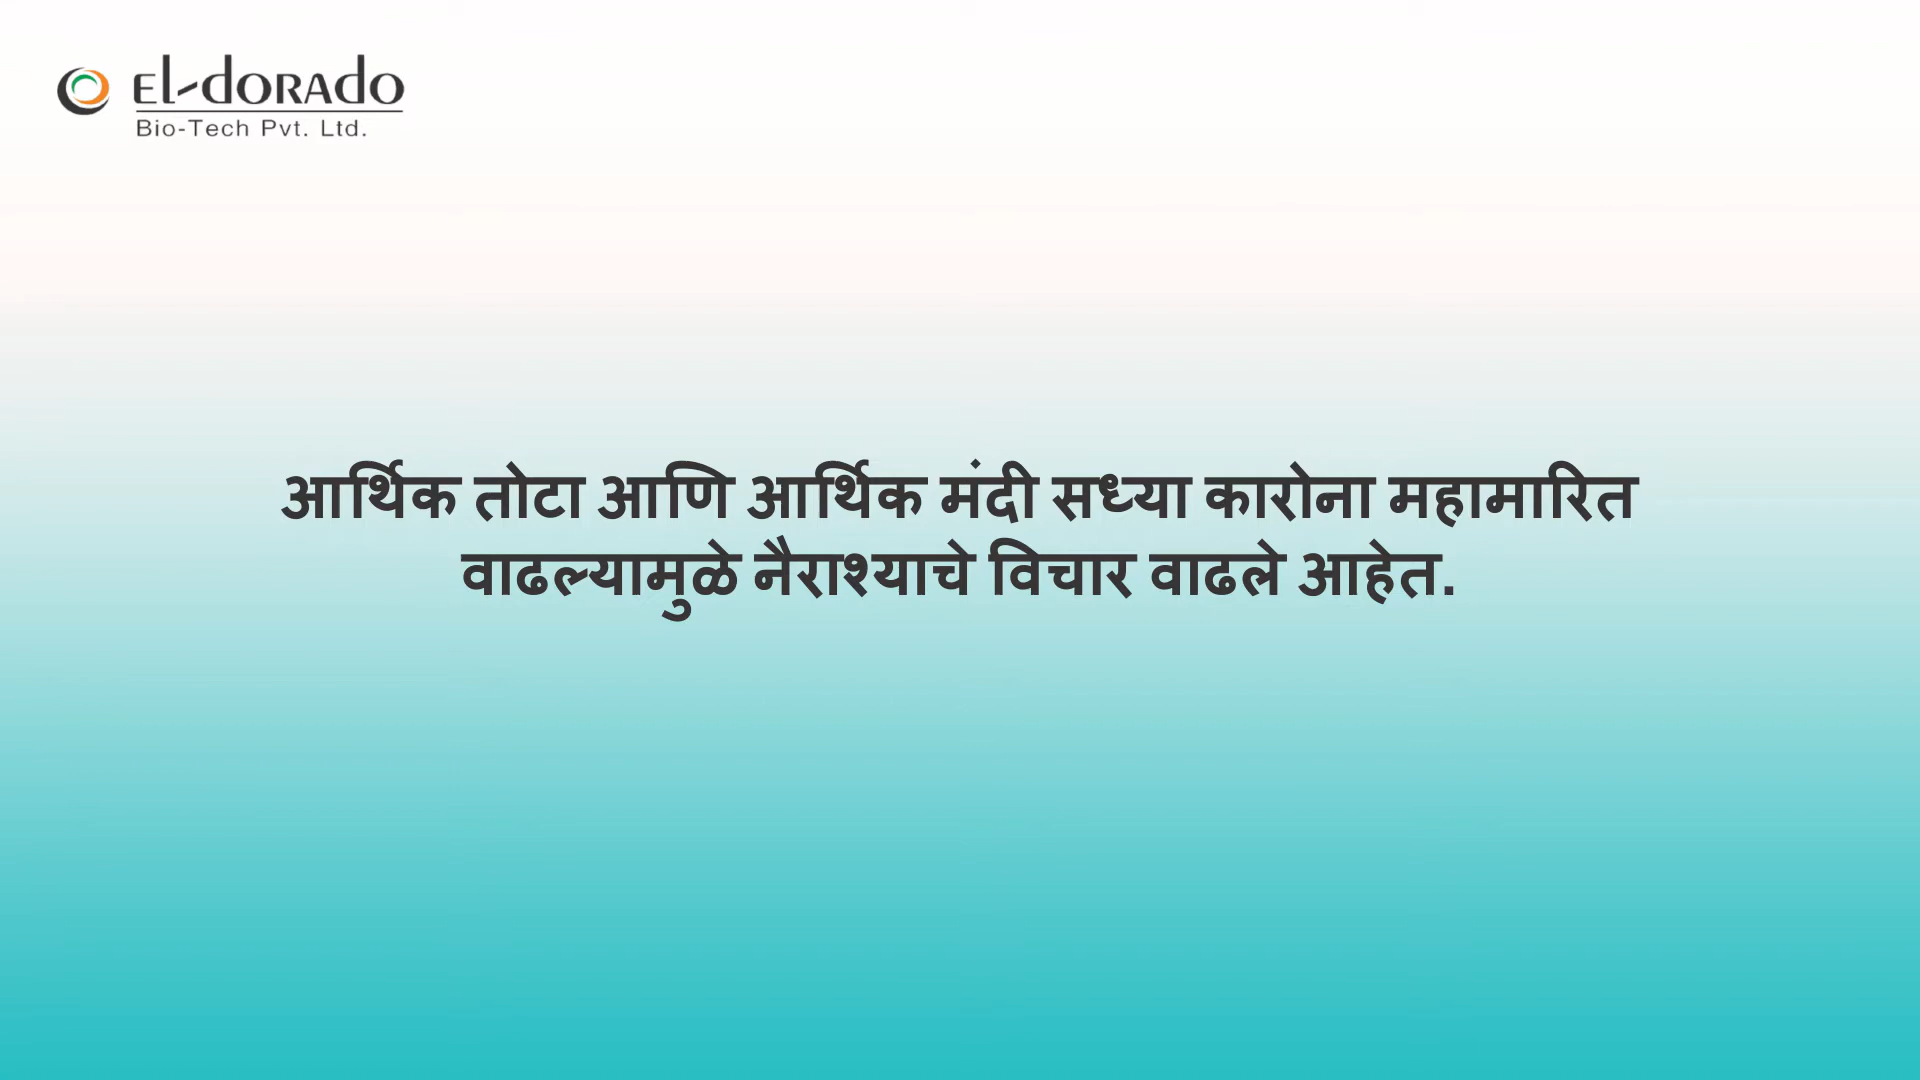 EL-dORAdO
Bio-Tech Pvt. Ltd.
आर्थिक तोटा आणि आर्थिक मंदी सध्या कारोना महामारित
वाढल्यामुळे नैराश्याचे विचार वाढले आहेत.